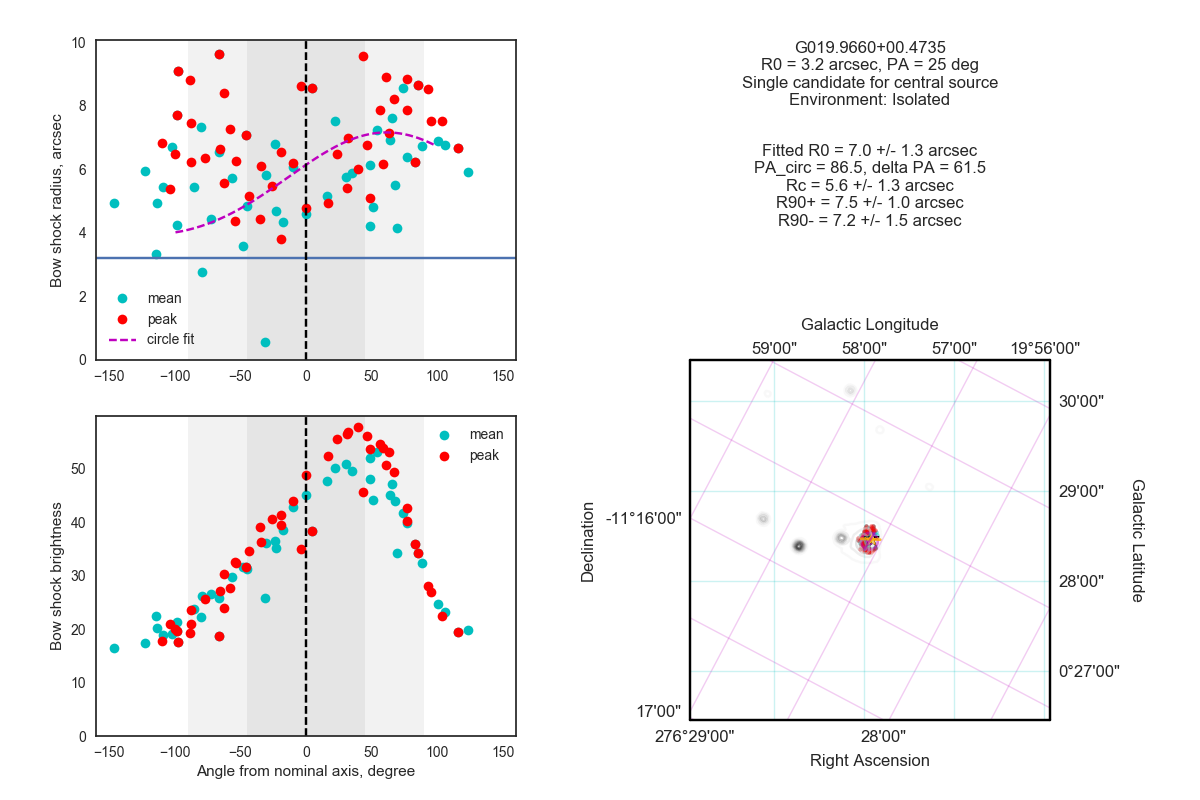 10
8
6
4
2
0
Bow shock radius, arcsec
mean
peak
circle fit
−150 −100 −50 0 50 100 150
G019.9660+00.4735
R0 = 3.2 arcsec, PA = 25 deg
Single candidate for central source
Environment: Isolated
Fitted R0 = 7.0 +/- 1.3 arcsec
PA_circ = 86.5, delta PA = 61.5
Rc = 5.6 +/- 1.3 arcsec
R90+ = 7.5 +/- 1.0 arcsec
R90- = 7.2 +/- 1.5 arcsec
50
40
30
20
10
0
Bow shock brightness
mean
peak
−150 −100 −50 0 50 100 150
Angle from nominal axis, degree
Galactic Longitude
59'00" 58'00" 57'00" 19°56'00"
30'00"
29'00"
28'00"
0°27'00"
Galactic Latitude
-11°16'00"
17'00"
Declination
276°29'00" 28'00"
Right Ascension